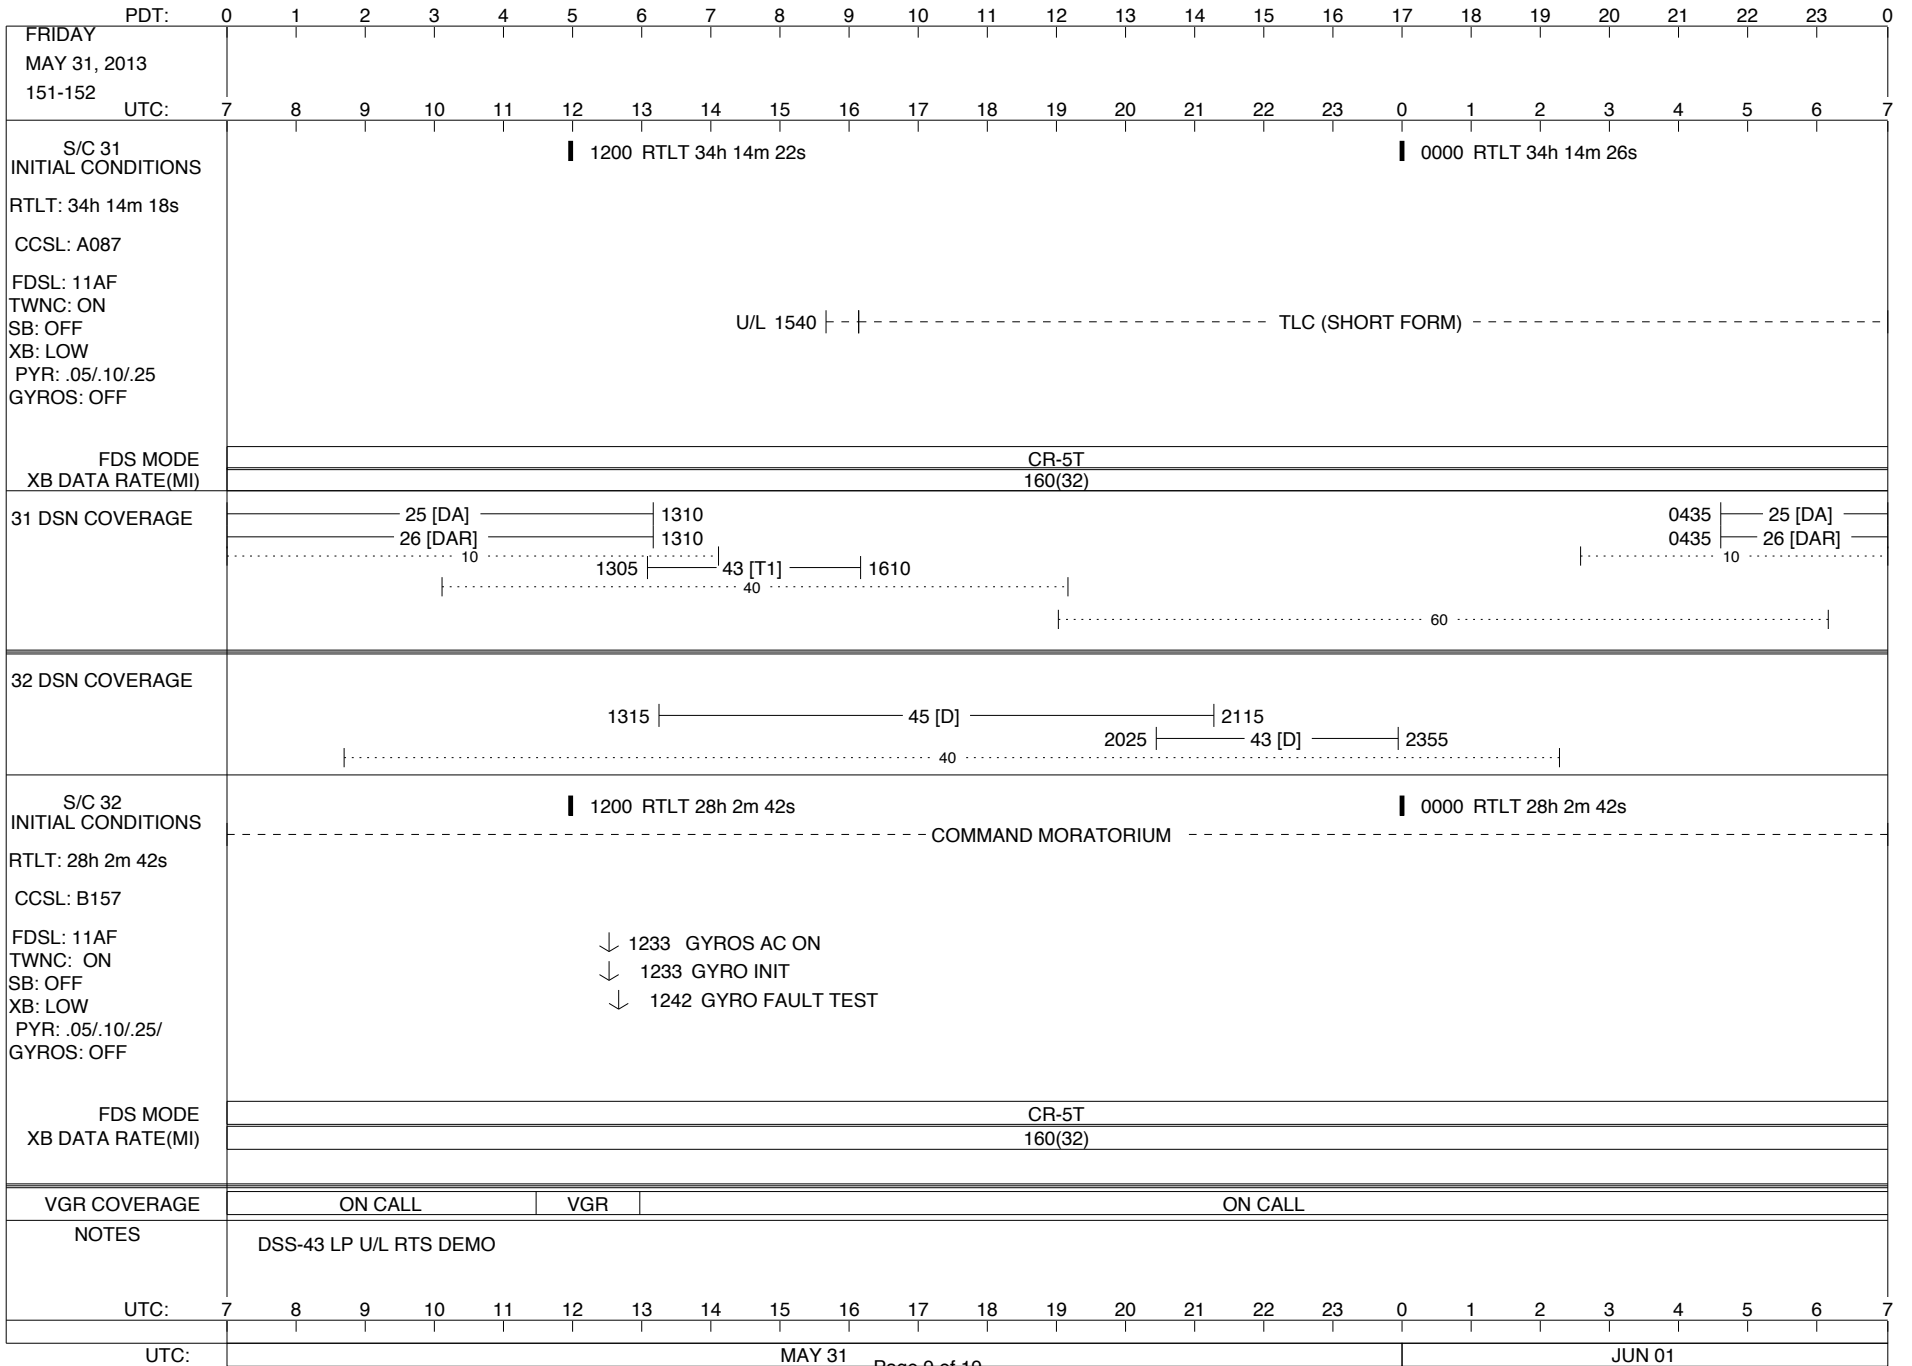 PDT: 0 1 2 3 4 5 6 7 8 9 10 11 12 13 14 15 16 17 18 19 20 21 22 23 0
FRIDAY
MAY 31, 2013
151-152
UTC: 7 8 9 10 11 12 13 14 15 16 17 18 19 20 21 22 23 0 1 2 3 4 5 6 7
S/C 31
INITIAL CONDITIONS
1200 RTLT 34h 14m 22s
0000 RTLT 34h 14m 26s
RTLT: 34h 14m 18s
CCSL: A087
FDSL: 11AF
TWNC: ON
SB: OFF
XB: LOW
PYR: .05/.10/.25
GYROS: OFF
U/L 1540
TLC (SHORT FORM)
FDS MODE CR-5T
XB DATA RATE(MI) 160(32)
31 DSN COVERAGE
25 [DA] 1310 0435 25 [DA]
26 [DAR] 1310 0435 26 [DAR]
10 10
1305 43 [T1] 1610
40
60
32 DSN COVERAGE
1315 45 [D] 2115
2025 43 [D] 2355
40
S/C 32
INITIAL CONDITIONS
1200 RTLT 28h 2m 42s
0000 RTLT 28h 2m 42s
COMMAND MORATORIUM
RTLT: 28h 2m 42s
CCSL: B157
FDSL: 11AF
TWNC: ON
SB: OFF
XB: LOW
PYR: .05/.10/.25/
GYROS: OFF
1233 GYROS AC ON
1233 GYRO INIT
1242 GYRO FAULT TEST
FDS MODE CR-5T
XB DATA RATE(MI) 160(32)
VGR COVERAGE ON CALL VGR ON CALL
NOTES
DSS-43 LP U/L RTS DEMO
UTC: 7 8 9 10 11 12 13 14 15 16 17 18 19 20 21 22 23 0 1 2 3 4 5 6 7
UTC: MAY 31 JUN 01